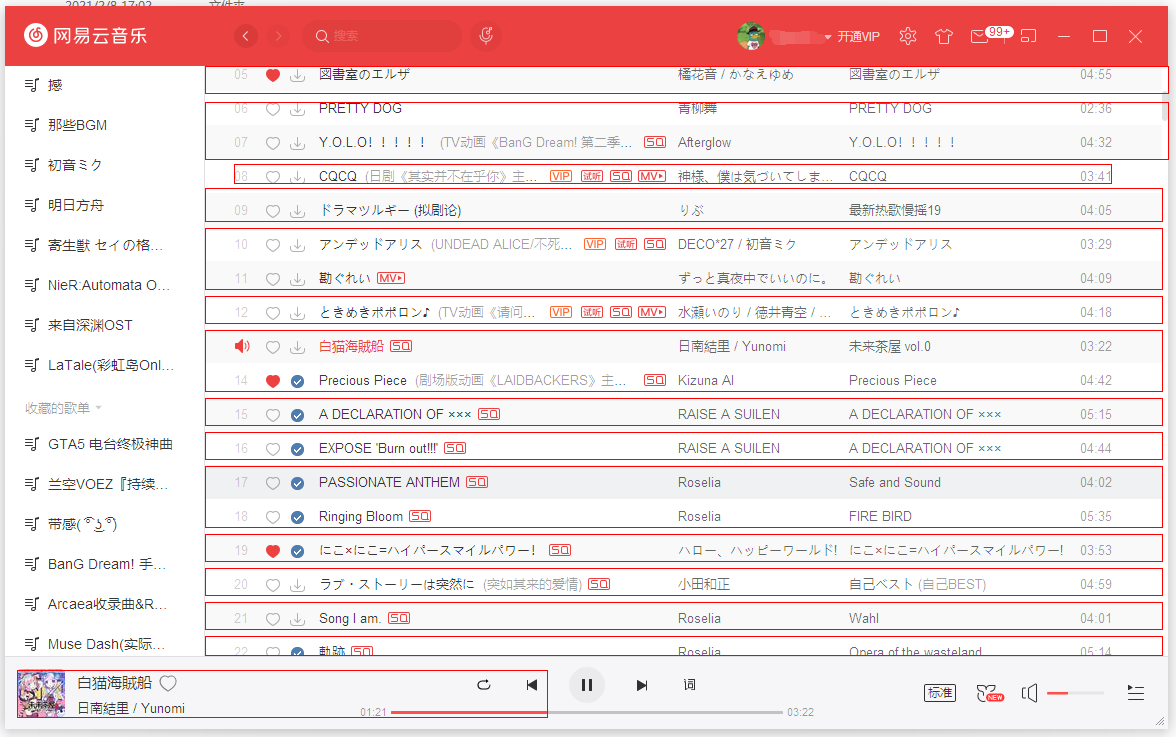 2021/2/8 17:02 文件夹
网易云音乐 搜索 开通VIP 99+
撼
那些BGM
初音ミク
明日方舟
寄生獣 セイの格...
NieR:Automata O...
来自深渊OST
LaTale(彩虹岛Onl...
收藏的歌单
GTA5 电台终极神曲
兰空VOEZ『持续...
带感( ͡° ͜ʖ ͡°)
BanG Dream! 手...
Arcaea收录曲&R...
Muse Dash(实际...
05 図書室のエルザ 橘花音 / かなえゆめ 図書室のエルザ 04:55
06 PRETTY DOG 青柳舞 PRETTY DOG 02:36
07 Y.O.L.O！！！！！ (TV动画《BanG Dream! 第二季... SQ Afterglow Y.O.L.O！！！！！ 04:32
08 CQCQ (日剧《其实并不在乎你》主... VIP 试听 SQ MV 神様、僕は気づいてしま... CQCQ 03:41
09 ドラマツルギー (拟剧论) りぶ 最新热歌慢摇19 04:05
10 アンデッドアリス (UNDEAD ALICE/不死... VIP 试听 SQ DECO*27 / 初音ミク アンデッドアリス 03:29
11 勘ぐれい MV ずっと真夜中でいいのに。 勘ぐれい 04:09
12 ときめきポポロン♪ (TV动画《请问... VIP 试听 SQ MV 水瀬いのり / 徳井青空 / ... ときめきポポロン♪ 04:18
白猫海賊船 SQ 日南結里 / Yunomi 未来茶屋 vol.0 03:22
14 Precious Piece (剧场版动画《LAIDBACKERS》主... SQ Kizuna AI Precious Piece 04:42
15 A DECLARATION OF ××× SQ RAISE A SUILEN A DECLARATION OF ××× 05:15
16 EXPOSE 'Burn out!!!' SQ RAISE A SUILEN A DECLARATION OF ××× 04:44
17 PASSIONATE ANTHEM SQ Roselia Safe and Sound 04:02
18 Ringing Bloom SQ Roselia FIRE BIRD 05:35
19 にこ×にこ=ハイパースマイルパワー！ SQ ハロー、ハッピーワールド! にこ×にこ=ハイパースマイルパワー! 03:53
20 ラブ・ストーリーは突然に (突如其来的爱情) SQ 小田和正 自己ベスト (自己BEST) 04:59
21 Song I am. SQ Roselia Wahl 04:01
22 軌跡 SQ Roselia Opera of the wasteland 05:14
白猫海賊船
日南結里 / Yunomi
词
01:21 03:22
标准 NEW